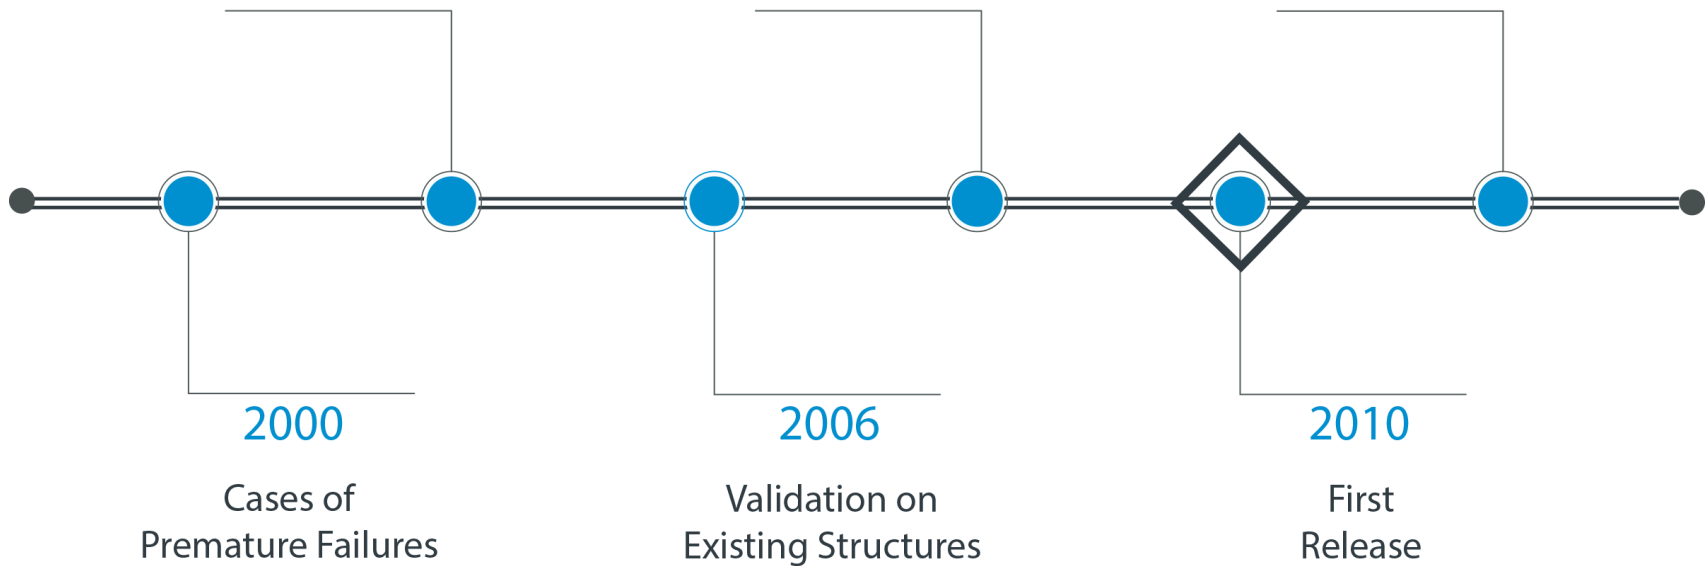 2000
Cases of
Premature Failures
2006
Validation on
Existing Structures
2010
First
Release